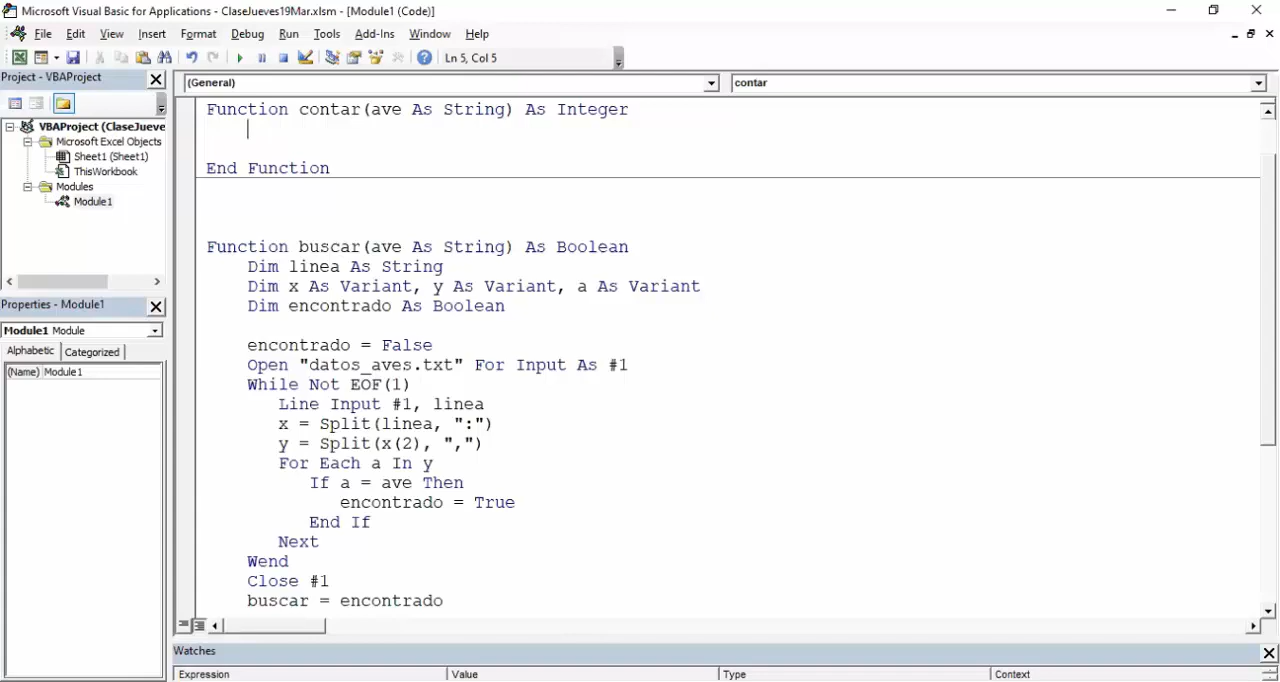 Microsoft Visual Basic for Applications - ClaseJueves19Mar.xlsm - [Module1 (Code)]
File Edit View Insert Format Debug Run Tools Add-Ins Window Help
Ln 5, Col 5
Project - VBAProject
(General)
contar
VBAProject (ClaseJueve
Microsoft Excel Objects
Sheet1 (Sheet1)
ThisWorkbook
Modules
Module1
Properties - Module1
Module1 Module
Alphabetic Categorized
(Name) Module1
Function contar(ave As String) As Integer
End Function
Function buscar(ave As String) As Boolean
Dim linea As String
Dim x As Variant, y As Variant, a As Variant
Dim encontrado As Boolean
encontrado = False
Open "datos_aves.txt" For Input As #1
While Not EOF(1)
Line Input #1, linea
x = Split(linea, ":")
y = Split(x(2), ",")
For Each a In y
If a = ave Then
encontrado = True
End If
Next
Wend
Close #1
buscar = encontrado
Watches
Expression Value Type Context